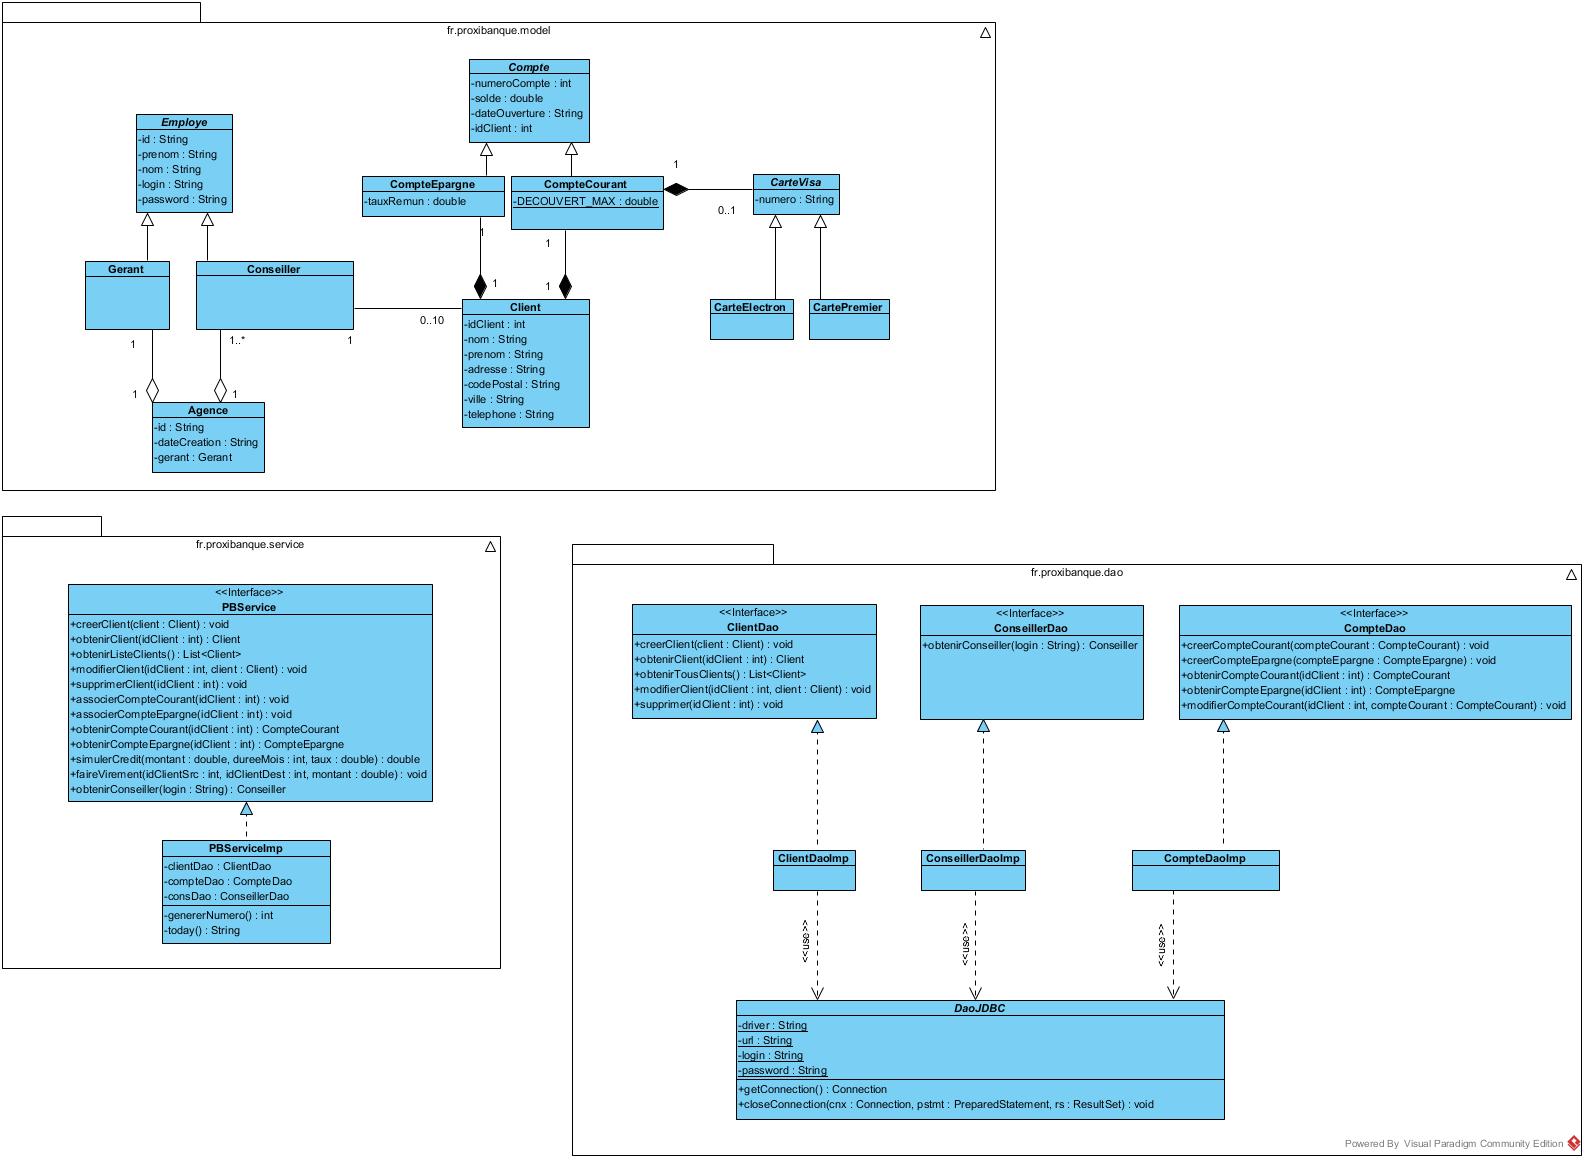 fr.proxibanque.model
Compte
-numeroCompte : int
-solde : double
-dateOuverture : String
-idClient : int
Employe
-id : String
-prenom : String
-nom : String
-login : String
-password : String
CompteEpargne
-tauxRemun : double
CompteCourant
-DECOUVERT_MAX : double
1
0..1
CarteVisa
-numero : String
1
1
1
1
Gerant
Conseiller
0..10
1
Client
-idClient : int
-nom : String
-prenom : String
-adresse : String
-codePostal : String
-ville : String
-telephone : String
CarteElectron
CartePremier
1
1..*
1
1
Agence
-id : String
-dateCreation : String
-gerant : Gerant
fr.proxibanque.service
<<Interface>>
PBService
+creerClient(client : Client) : void
+obtenirClient(idClient : int) : Client
+obtenirListeClients() : List<Client>
+modifierClient(idClient : int, client : Client) : void
+supprimerClient(idClient : int) : void
+associerCompteCourant(idClient : int) : void
+associerCompteEpargne(idClient : int) : void
+obtenirCompteCourant(idClient : int) : CompteCourant
+obtenirCompteEpargne(idClient : int) : CompteEpargne
+simulerCredit(montant : double, dureeMois : int, taux : double) : double
+faireVirement(idClientSrc : int, idClientDest : int, montant : double) : void
+obtenirConseiller(login : String) : Conseiller
PBServiceImp
-clientDao : ClientDao
-compteDao : CompteDao
-consDao : ConseillerDao
-genererNumero() : int
-today() : String
fr.proxibanque.dao
<<Interface>>
ClientDao
+creerClient(client : Client) : void
+obtenirClient(idClient : int) : Client
+obtenirTousClients() : List<Client>
+modifierClient(idClient : int, client : Client) : void
+supprimer(idClient : int) : void
<<Interface>>
ConseillerDao
+obtenirConseiller(login : String) : Conseiller
<<Interface>>
CompteDao
+creerCompteCourant(compteCourant : CompteCourant) : void
+creerCompteEpargne(compteEpargne : CompteEpargne) : void
+obtenirCompteCourant(idClient : int) : CompteCourant
+obtenirCompteEpargne(idClient : int) : CompteEpargne
+modifierCompteCourant(idClient : int, compteCourant : CompteCourant) : void
ClientDaoImp
ConseillerDaoImp
CompteDaoImp
<<use>>
<<use>>
<<use>>
DaoJDBC
-driver : String
-url : String
-login : String
-password : String
+getConnection() : Connection
+closeConnection(cnx : Connection, pstmt : PreparedStatement, rs : ResultSet) : void
Powered By Visual Paradigm Community Edition